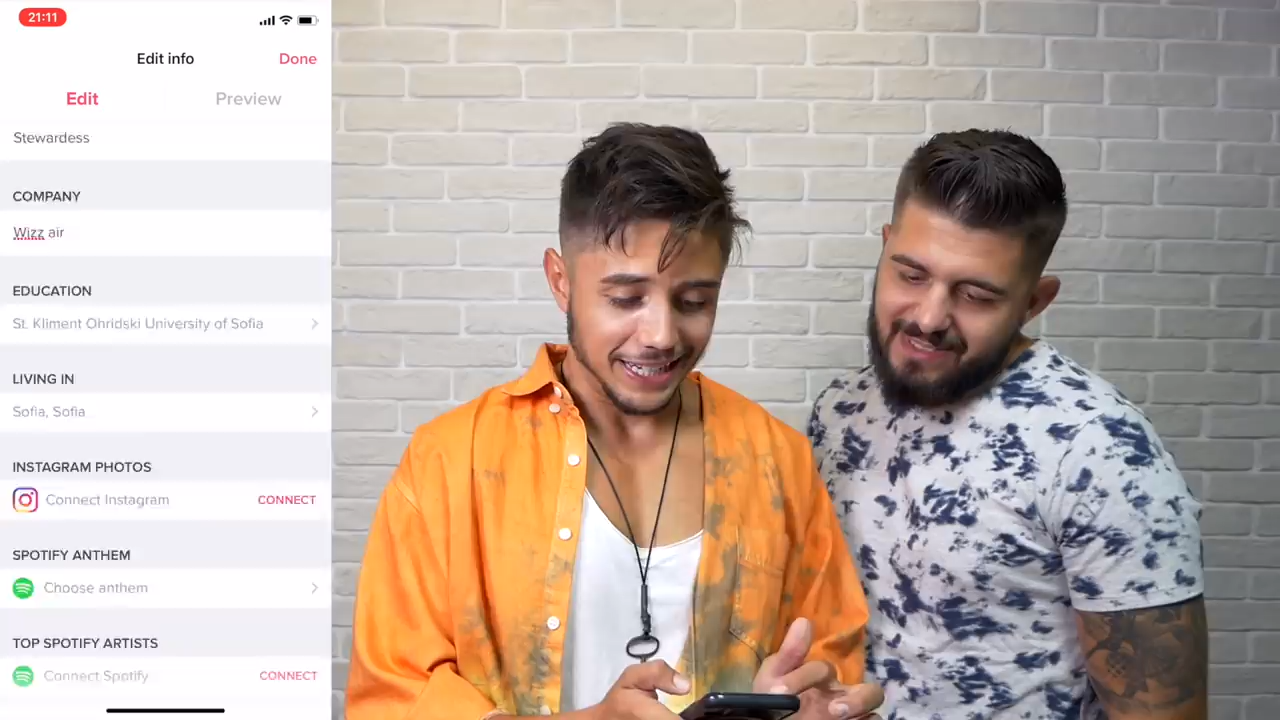 21:11
Edit info
Done
Edit
Preview
Stewardess
COMPANY
Wizz air
EDUCATION
St. Kliment Ohridski University of Sofia
LIVING IN
Sofia, Sofia
INSTAGRAM PHOTOS
Connect Instagram
CONNECT
SPOTIFY ANTHEM
Choose anthem
TOP SPOTIFY ARTISTS
Connect Spotify
CONNECT